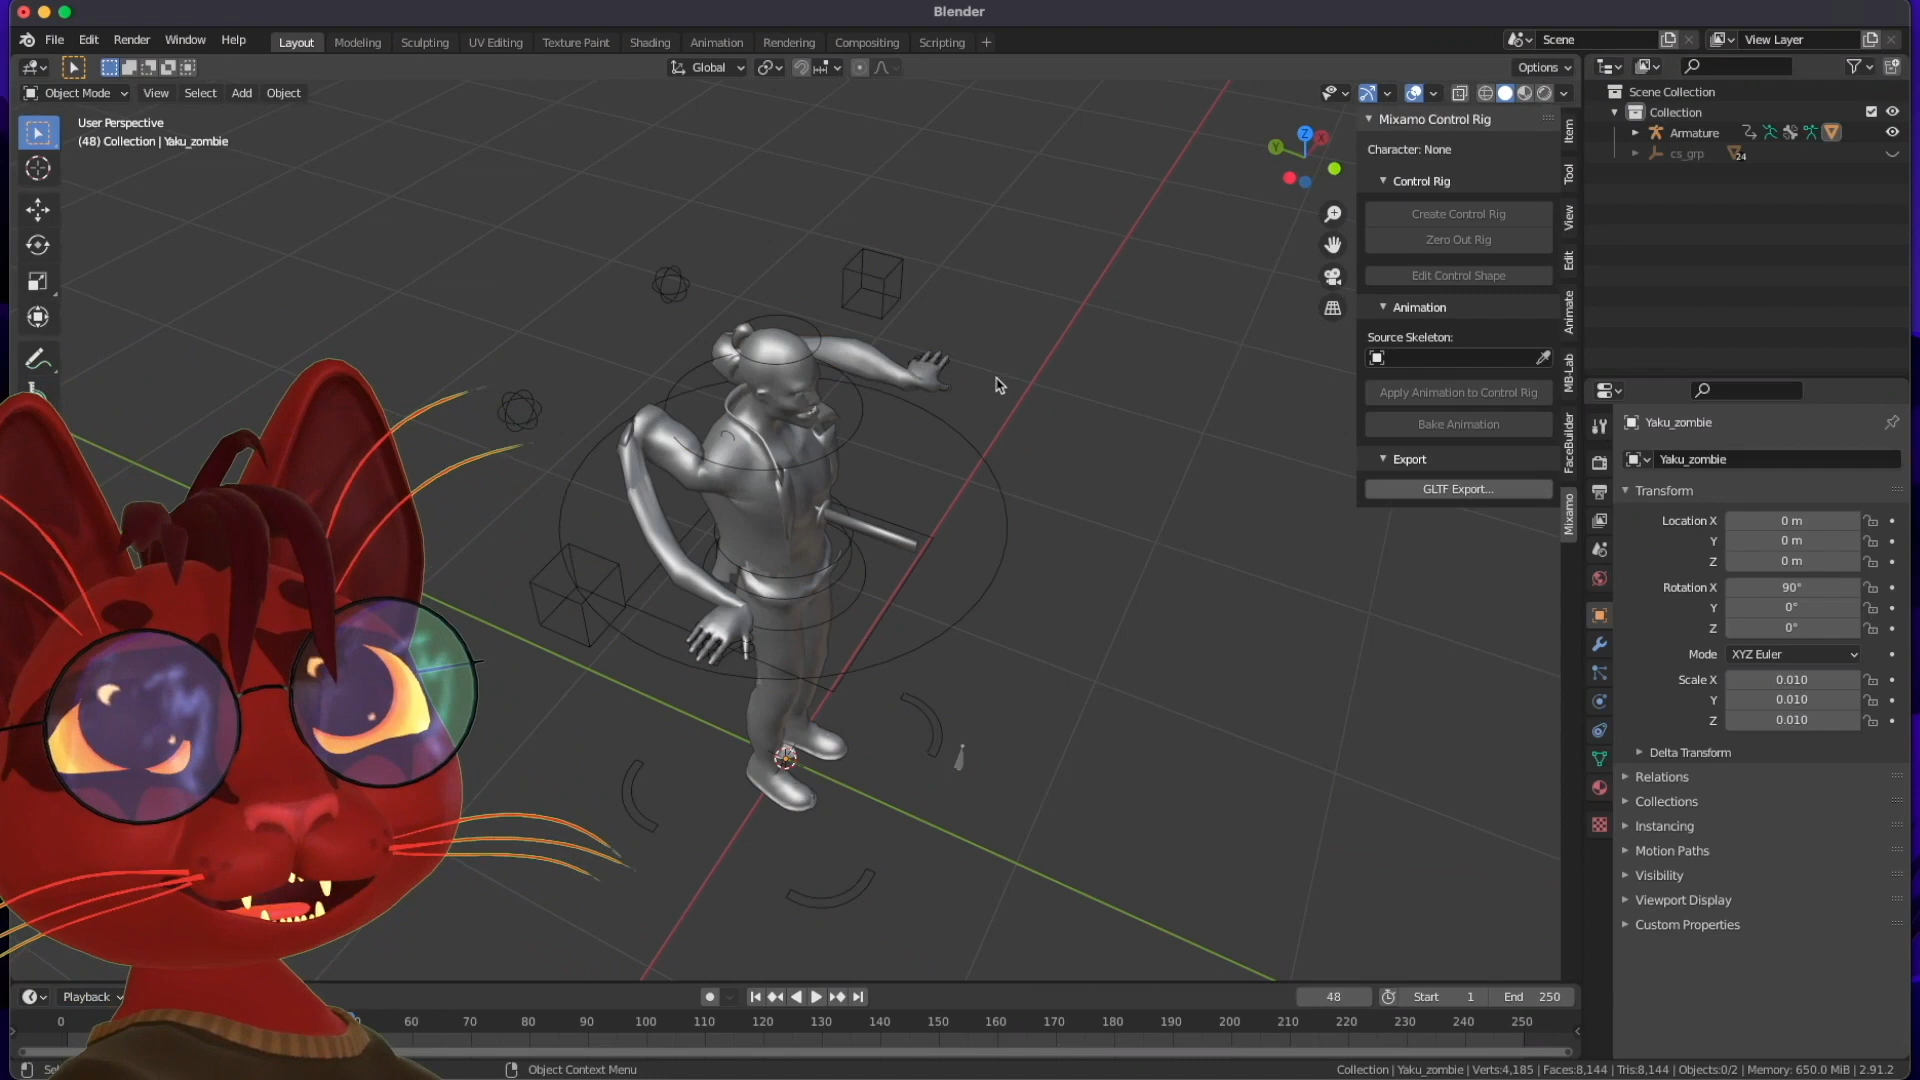 Blender
File Edit Render Window Help Layout Modeling Sculpting UV Editing Texture Paint Shading Animation Rendering Compositing Scripting + Scene View Layer
Global Options
Object Mode View Select Add Object
User Perspective
(48) Collection | Yaku_zombie
Z
X
Y
Mixamo Control Rig
Character: None
Control Rig
Create Control Rig
Zero Out Rig
Edit Control Shape
Animation
Source Skeleton:
Apply Animation to Control Rig
Bake Animation
Export
GLTF Export...
Item
Tool
View
Edit
Animate
MB-Lab
FaceBuilder
Mixamo
Scene Collection
Collection
Armature
cs_grp 24
Yaku_zombie
Yaku_zombie
Transform
Location X 0 m
Y 0 m
Z 0 m
Rotation X 90°
Y 0°
Z 0°
Mode XYZ Euler
Scale X 0.010
Y 0.010
Z 0.010
Delta Transform
Relations
Collections
Instancing
Motion Paths
Visibility
Viewport Display
Custom Properties
Playback 48 Start 1 End 250
0 60 70 80 90 100 110 120 130 140 150 160 170 180 190 200 210 220 230 240 250
Object Context Menu Collection | Yaku_zombie | Verts:4,185 | Faces:8,144 | Tris:8,144 | Objects:0/2 | Memory: 650.0 MiB | 2.91.2